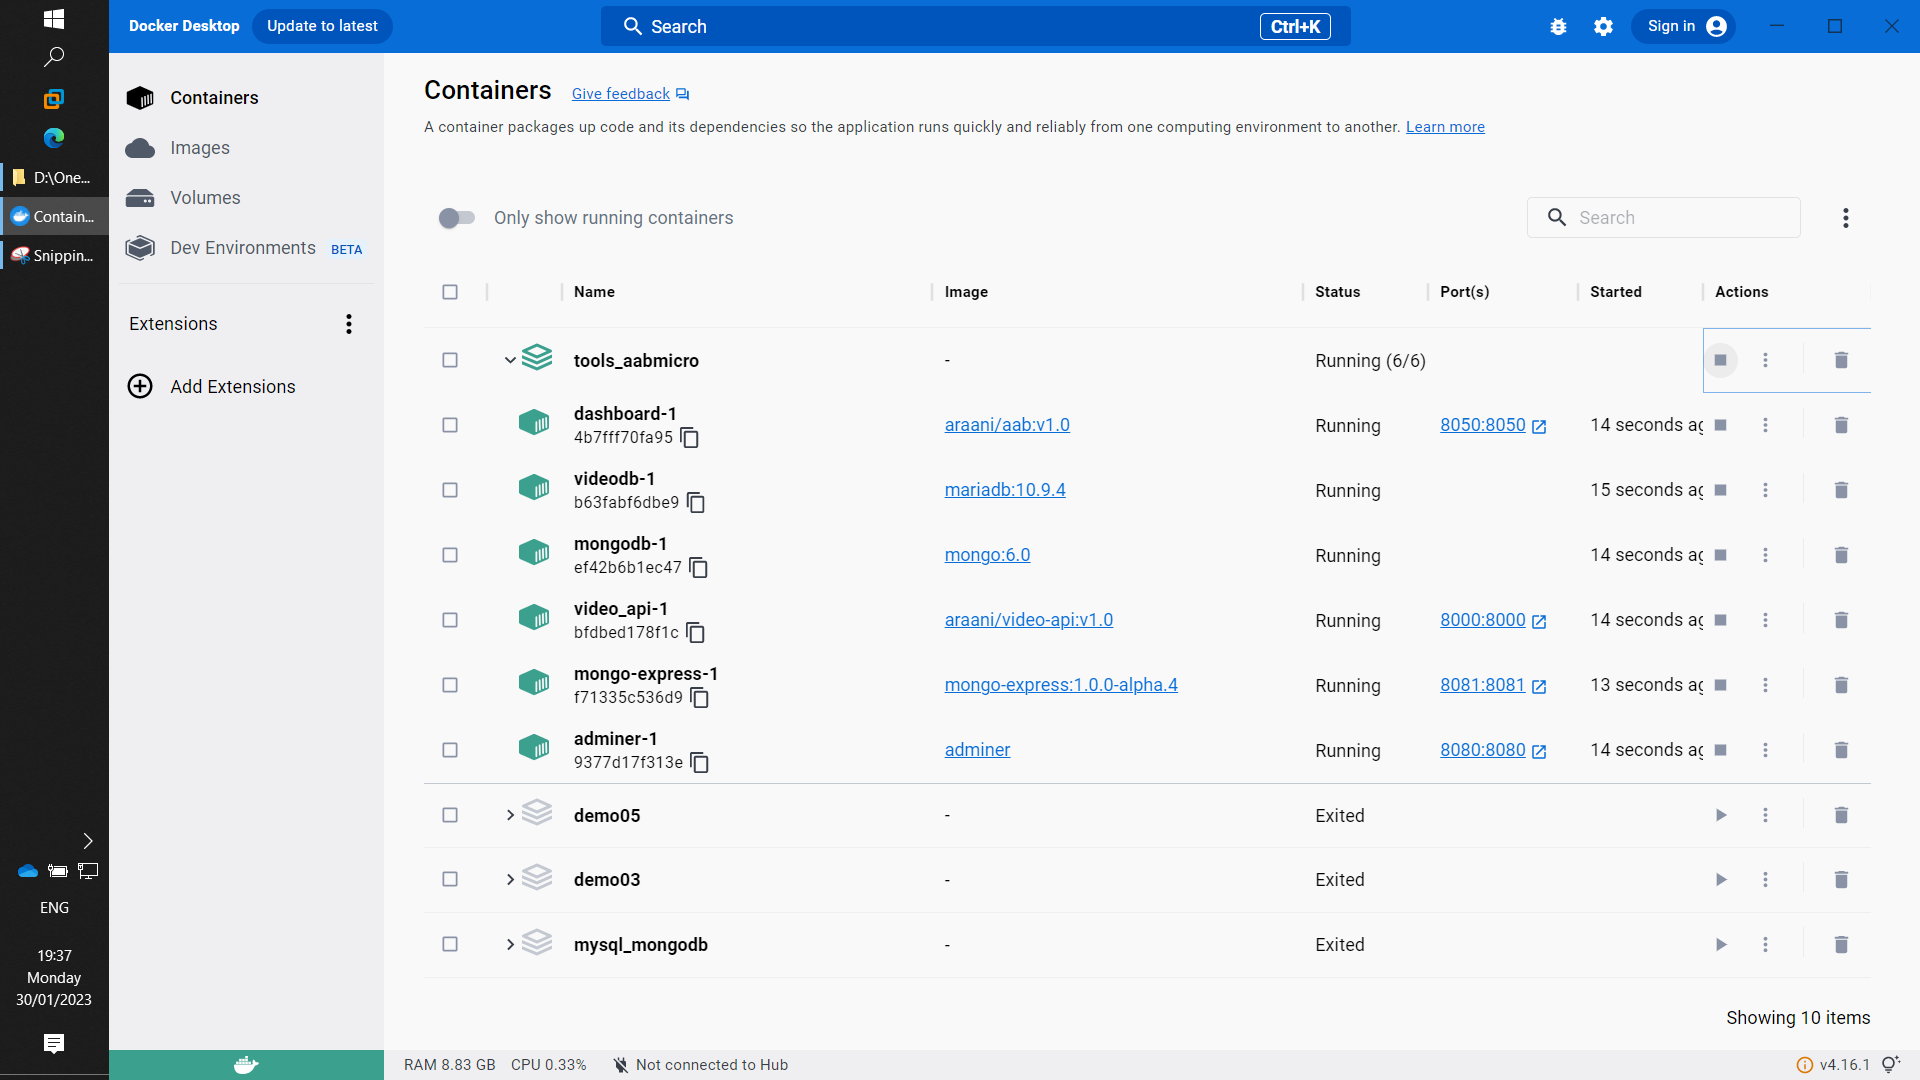 Docker Desktop
Update to latest
Search
Ctrl+K
Sign in
D:\One...
Contain...
Snippin...
ENG
19:37
Monday
30/01/2023
Containers
Images
Volumes
Dev Environments BETA
Extensions
Add Extensions
Containers Give feedback
A container packages up code and its dependencies so the application runs quickly and reliably from one computing environment to another. Learn more
Only show running containers
Search
Name Image Status Port(s) Started Actions
tools_aabmicro - Running (6/6)
dashboard-1
4b7fff70fa95
araani/aab:v1.0 Running 8050:8050 14 seconds ag
videodb-1
b63fabf6dbe9
mariadb:10.9.4 Running 15 seconds ag
mongodb-1
ef42b6b1ec47
mongo:6.0 Running 14 seconds ag
video_api-1
bfdbed178f1c
araani/video-api:v1.0 Running 8000:8000 14 seconds ag
mongo-express-1
f71335c536d9
mongo-express:1.0.0-alpha.4 Running 8081:8081 13 seconds ag
adminer-1
9377d17f313e
adminer Running 8080:8080 14 seconds ag
demo05 - Exited
demo03 - Exited
mysql_mongodb - Exited
Showing 10 items
RAM 8.83 GB CPU 0.33% Not connected to Hub
v4.16.1